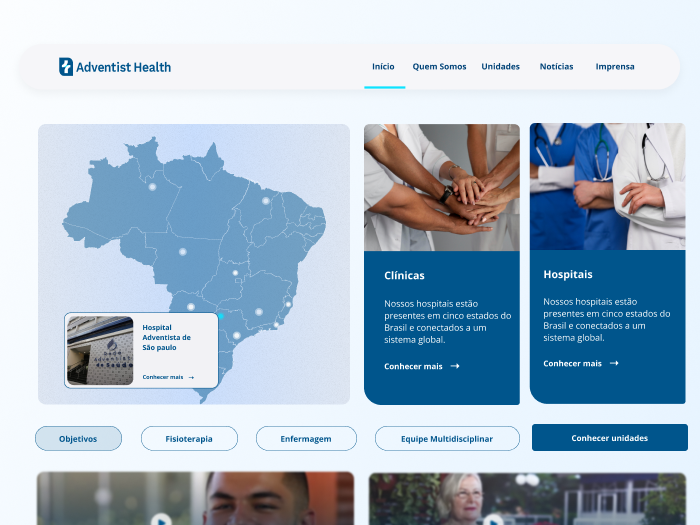 Adventist Health
Início
Quem Somos
Unidades
Notícias
Imprensa
Hospital
Adventista de
São paulo
Conhecer mais →
Clínicas
Nossos hospitais estão
presentes em cinco estados do
Brasil e conectados a um
sistema global.
Conhecer mais →
Hospitais
Nossos hospitais estão
presentes em cinco estados do
Brasil e conectados a um
sistema global.
Conhecer mais →
Objetivos
Fisioterapia
Enfermagem
Equipe Multidisciplinar
Conhecer unidades